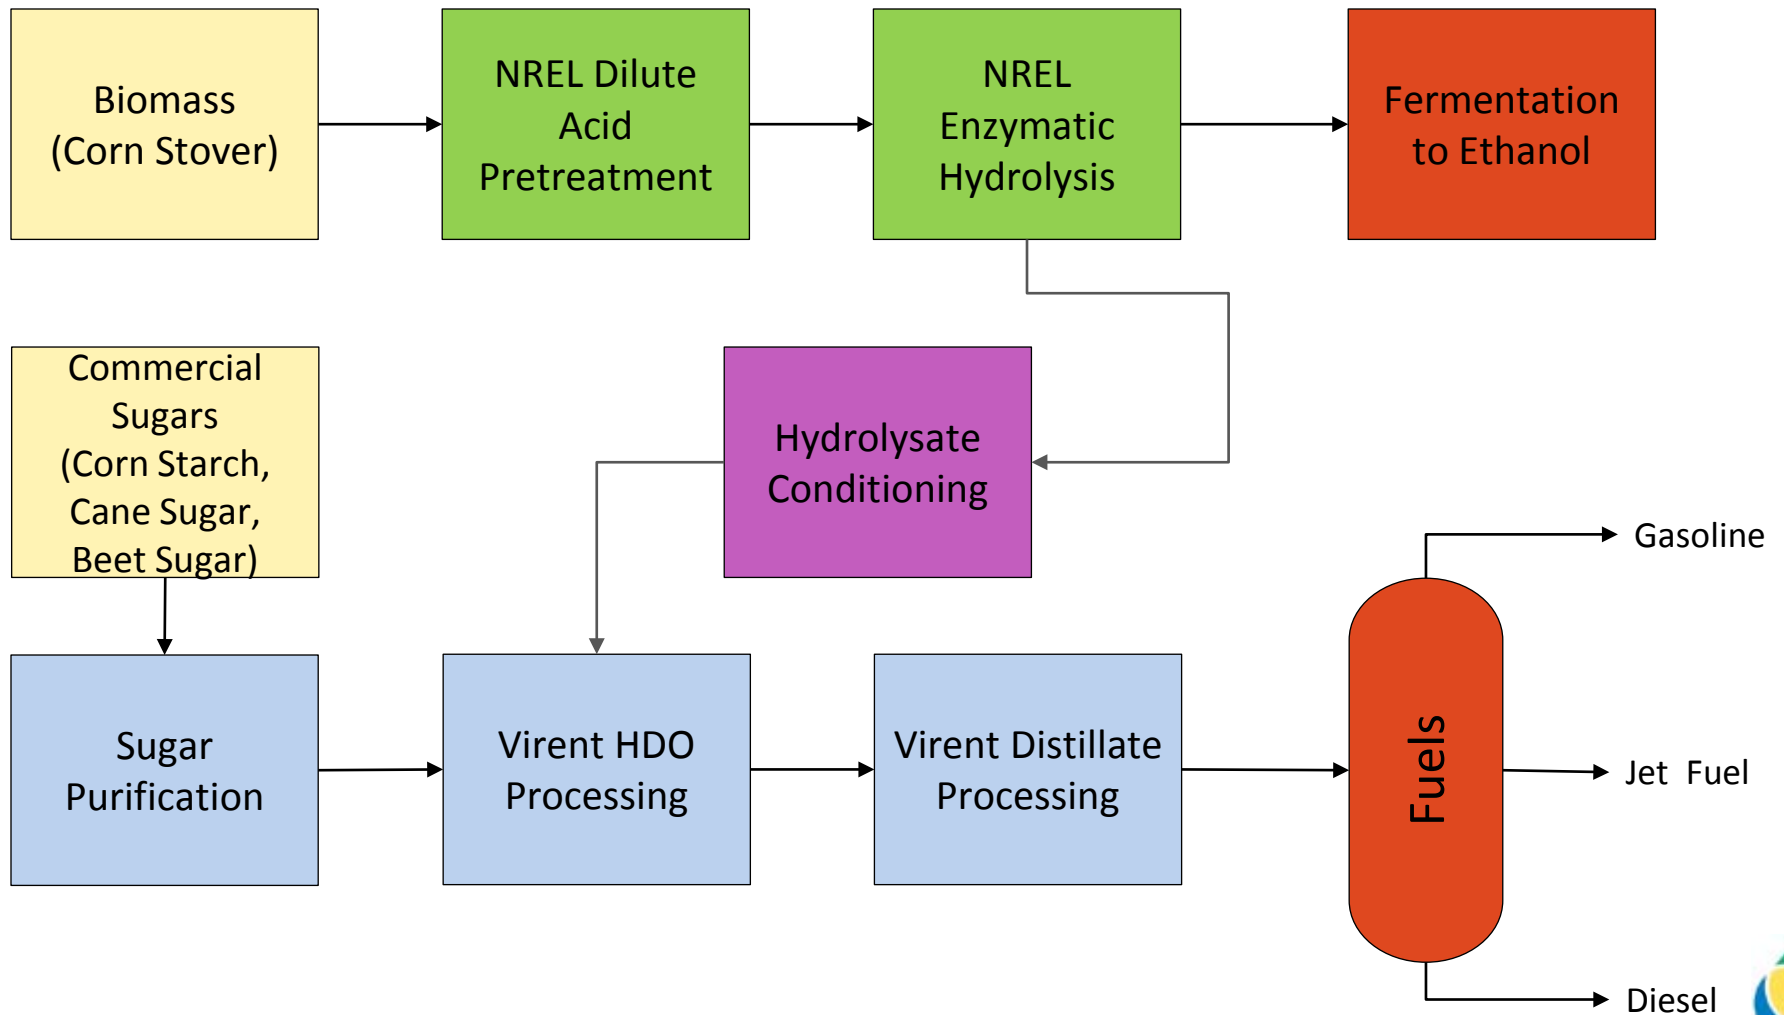 Biomass
(Corn Stover)
NREL Dilute
Acid
Pretreatment
NREL
Enzymatic
Hydrolysis
Fermentation
to Ethanol
Commercial
Sugars
(Corn Starch,
Cane Sugar,
Beet Sugar)
Hydrolysate
Conditioning
Sugar
Purification
Virent HDO
Processing
Virent Distillate
Processing
Fuels
Gasoline
Jet  Fuel
Diesel